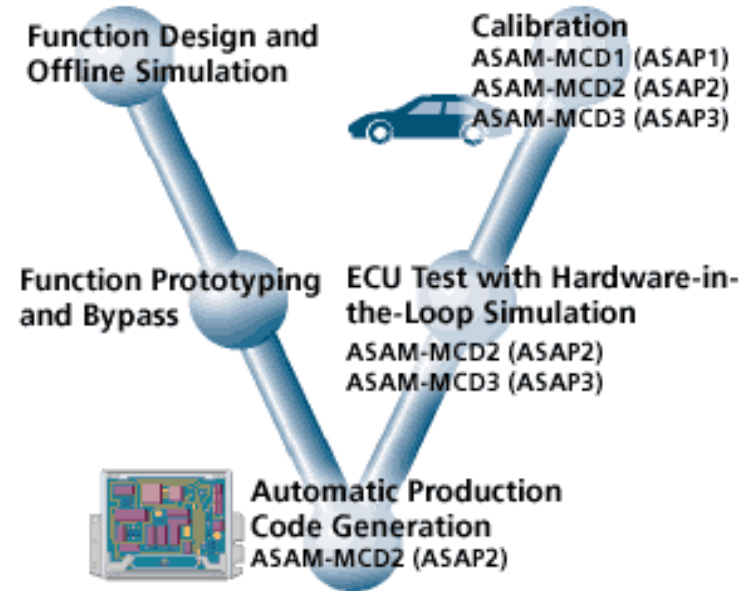 Function Design and
Offline Simulation
Calibration
ASAM-MCD1 (ASAP1)
ASAM-MCD2 (ASAP2)
ASAM-MCD3 (ASAP3)
Function Prototyping
and Bypass
ECU Test with Hardware-in-
the-Loop Simulation
ASAM-MCD2 (ASAP2)
ASAM-MCD3 (ASAP3)
Automatic Production
Code Generation
ASAM-MCD2 (ASAP2)